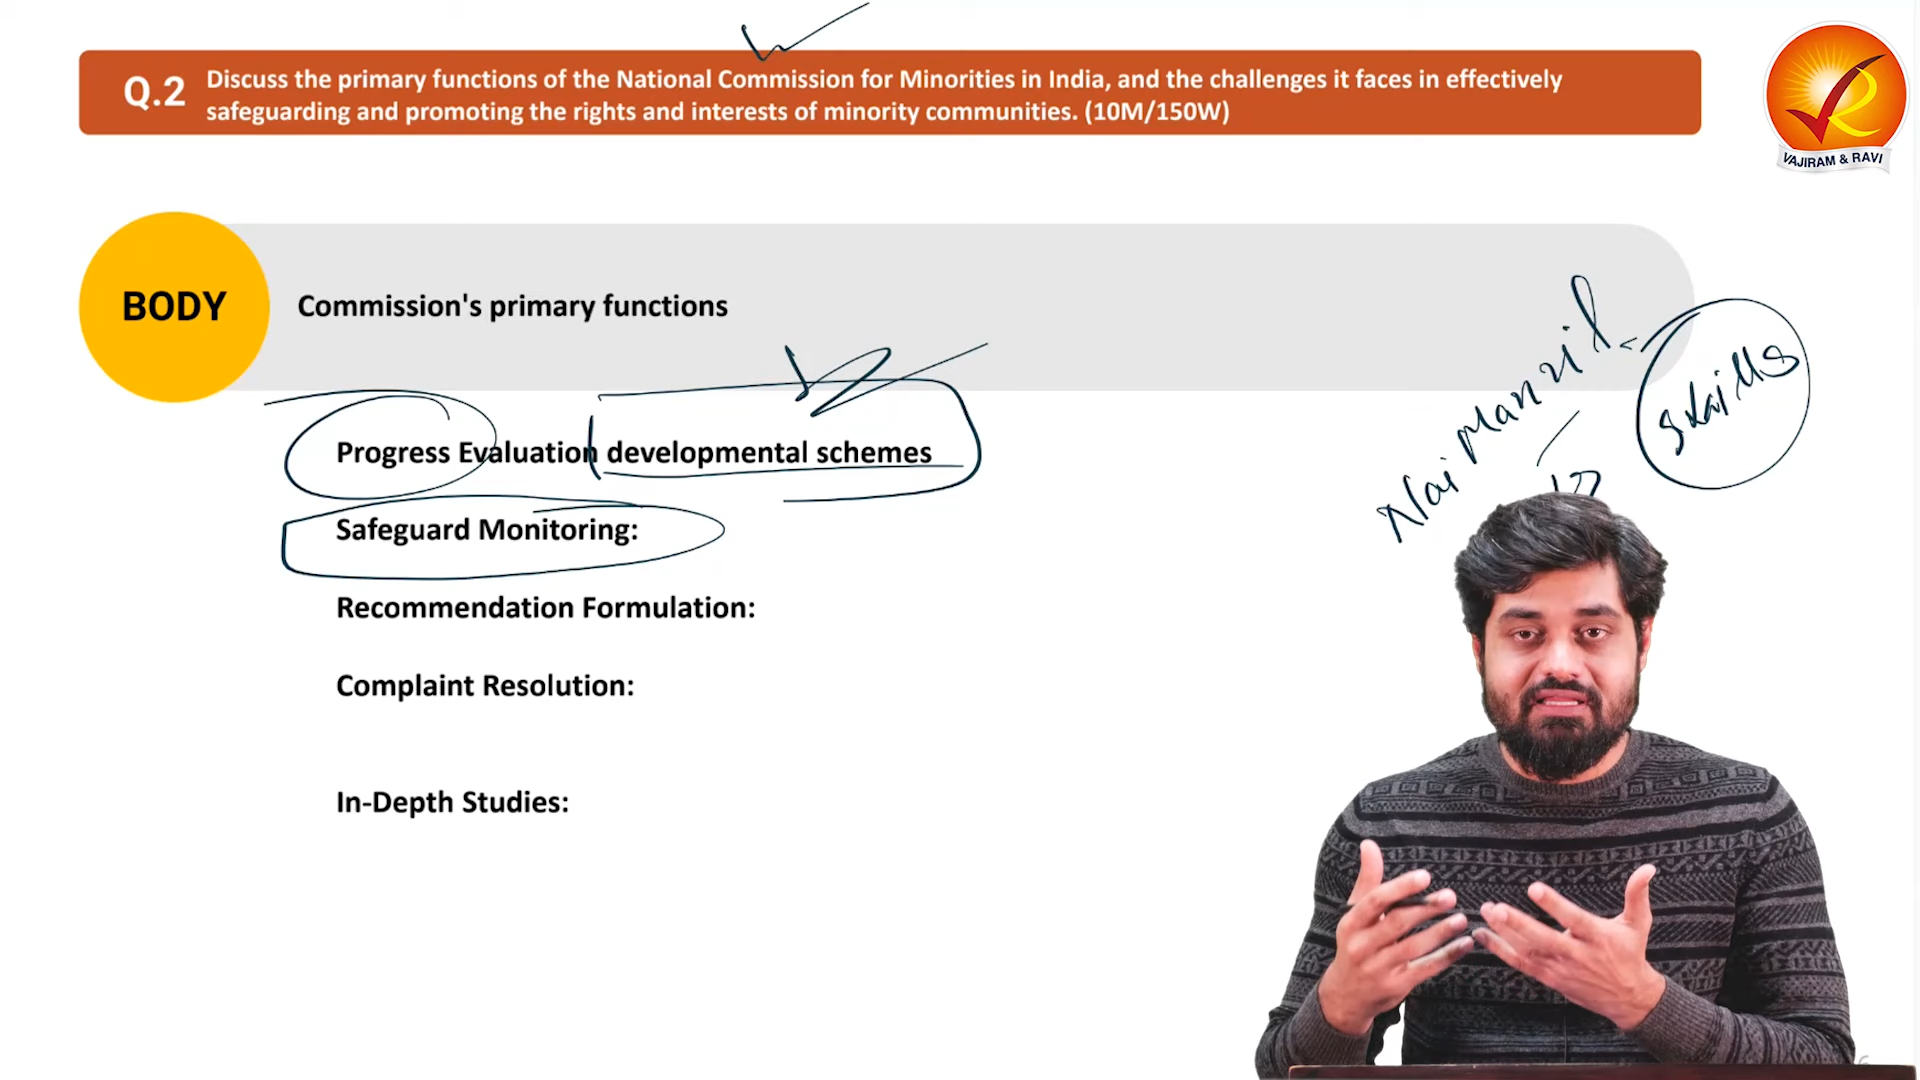 Q.2 Discuss the primary functions of the National Commission for Minorities in India, and the challenges it faces in effectively
safeguarding and promoting the rights and interests of minority communities. (10M/150W)
VAJIRAM & RAVI
BODY Commission's primary functions
Nai Manzil
skills
Progress Evaluation developmental schemes
Safeguard Monitoring:
Recommendation Formulation:
Complaint Resolution:
In-Depth Studies: